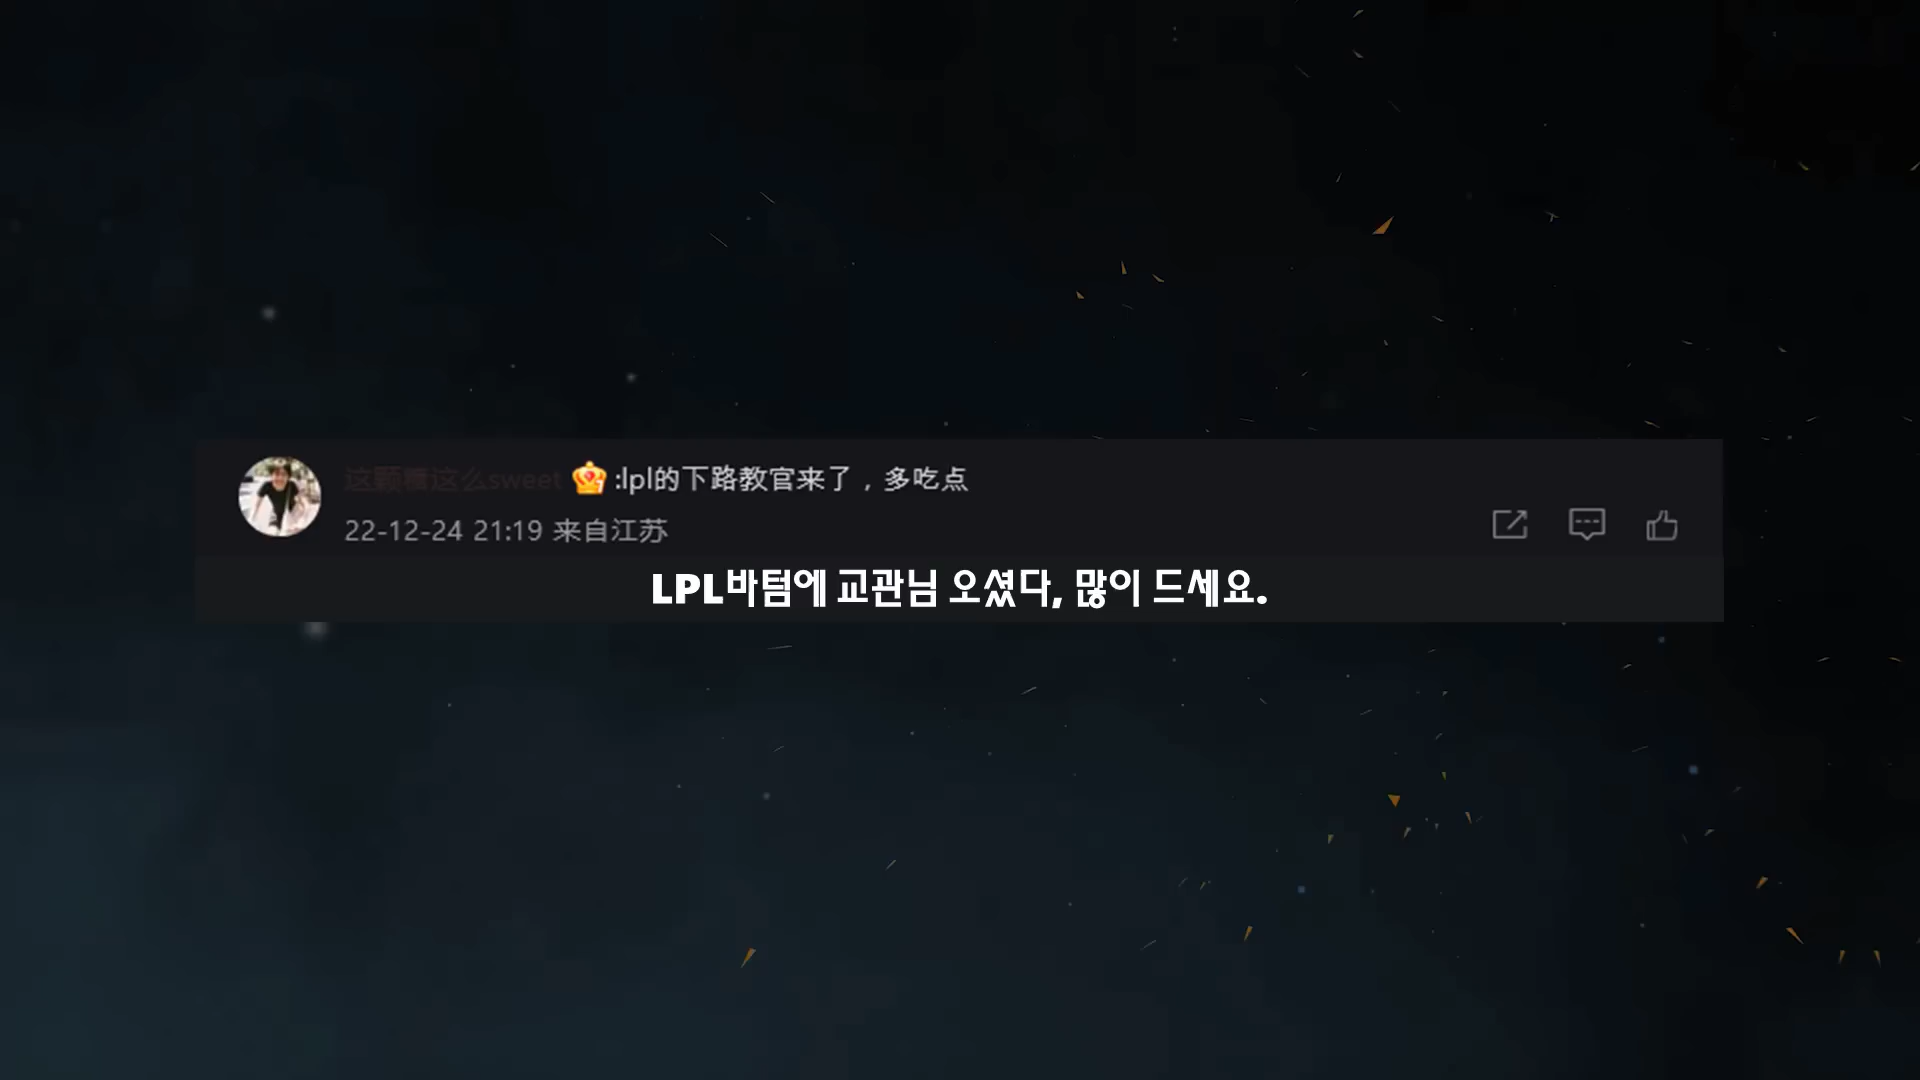 这颗糖这么sweet :lpl的下路教官来了，多吃点
22-12-24 21:19 来自江苏
LPL바텀에 교관님 오셨다, 많이 드세요.